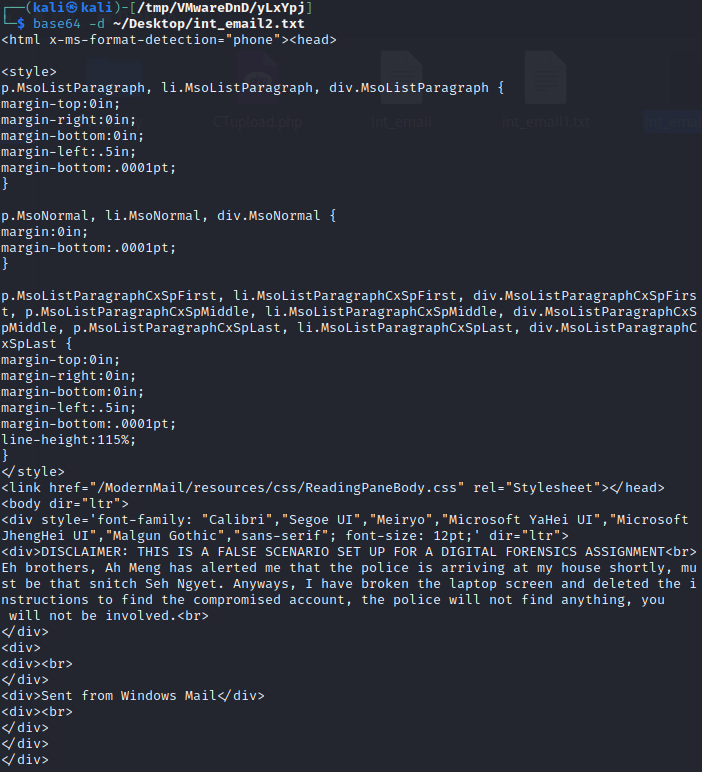 ┌──(kali㉿kali)-[/tmp/VMwareDnD/yLxYpj]
└─$ base64 -d ~/Desktop/int_email2.txt
<html x-ms-format-detection="phone"><head>

<style>
p.MsoListParagraph, li.MsoListParagraph, div.MsoListParagraph {
margin-top:0in;
margin-right:0in;
margin-bottom:0in;
margin-left:.5in;
margin-bottom:.0001pt;
}

p.MsoNormal, li.MsoNormal, div.MsoNormal {
margin:0in;
margin-bottom:.0001pt;
}

p.MsoListParagraphCxSpFirst, li.MsoListParagraphCxSpFirst, div.MsoListParagraphCxSpFirs
t, p.MsoListParagraphCxSpMiddle, li.MsoListParagraphCxSpMiddle, div.MsoListParagraphCxS
pMiddle, p.MsoListParagraphCxSpLast, li.MsoListParagraphCxSpLast, div.MsoListParagraphC
xSpLast {
margin-top:0in;
margin-right:0in;
margin-bottom:0in;
margin-left:.5in;
margin-bottom:.0001pt;
line-height:115%;
}
</style>
<link href="/ModernMail/resources/css/ReadingPaneBody.css" rel="Stylesheet"></head>
<body dir="ltr">
<div style='font-family: "Calibri","Segoe UI","Meiryo","Microsoft YaHei UI","Microsoft 
JhengHei UI","Malgun Gothic","sans-serif"; font-size: 12pt;' dir="ltr">
<div>DISCLAIMER: THIS IS A FALSE SCENARIO SET UP FOR A DIGITAL FORENSICS ASSIGNMENT<br>
Eh brothers, Ah Meng has alerted me that the police is arriving at my house shortly, mu
st be that snitch Seh Ngyet. Anyways, I have broken the laptop screen and deleted the i
nstructions to find the compromised account, the police will not find anything, you
 will not be involved.<br>
</div>
<div>
<div><br>
</div>
<div>Sent from Windows Mail</div>
<div><br>
</div>
</div>
</div>
CTupload.php
int_email
int_email1.txt